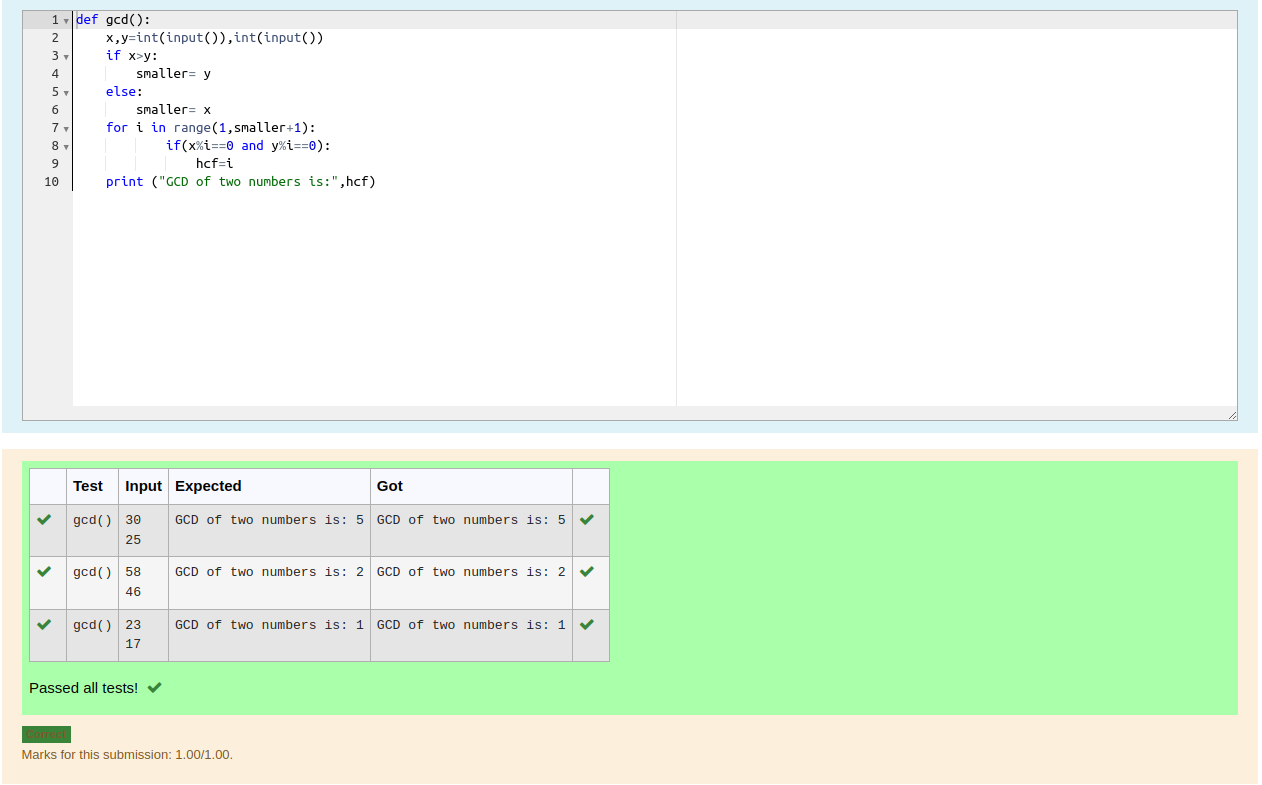 1 def gcd():
2     x,y=int(input()),int(input())
3     if x>y:
4         smaller= y
5     else:
6         smaller= x
7     for i in range(1,smaller+1):
8             if(x%i==0 and y%i==0):
9                 hcf=i
10     print ("GCD of two numbers is:",hcf)
Test Input Expected Got
gcd() 30 GCD of two numbers is: 5 GCD of two numbers is: 5
25
gcd() 58 GCD of two numbers is: 2 GCD of two numbers is: 2
46
gcd() 23 GCD of two numbers is: 1 GCD of two numbers is: 1
17
Passed all tests!
Correct
Marks for this submission: 1.00/1.00.